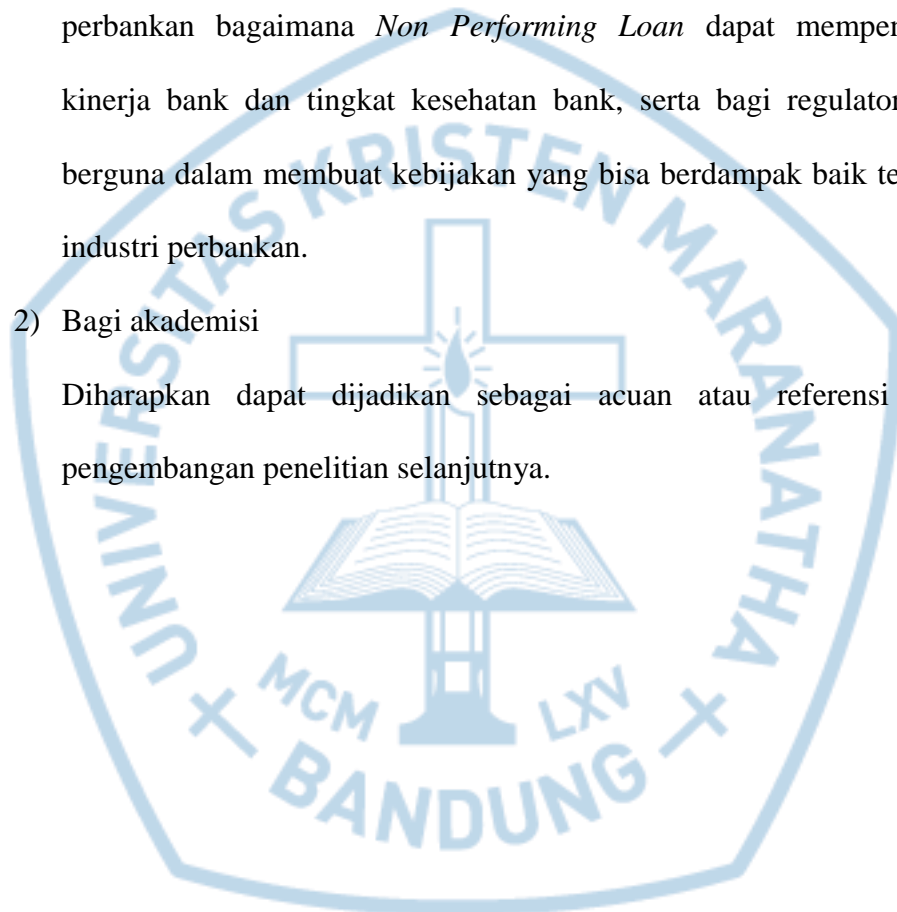 perbankan bagaimana Non Performing Loan dapat memper
kinerja bank dan tingkat kesehatan bank, serta bagi regulator
berguna dalam membuat kebijakan yang bisa berdampak baik te
industri perbankan.
2) Bagi akademisi
Diharapkan dapat dijadikan sebagai acuan atau referensi
pengembangan penelitian selanjutnya.
UNIVERSITAS KRISTEN MARANATHA
MCM LXV
BANDUNG